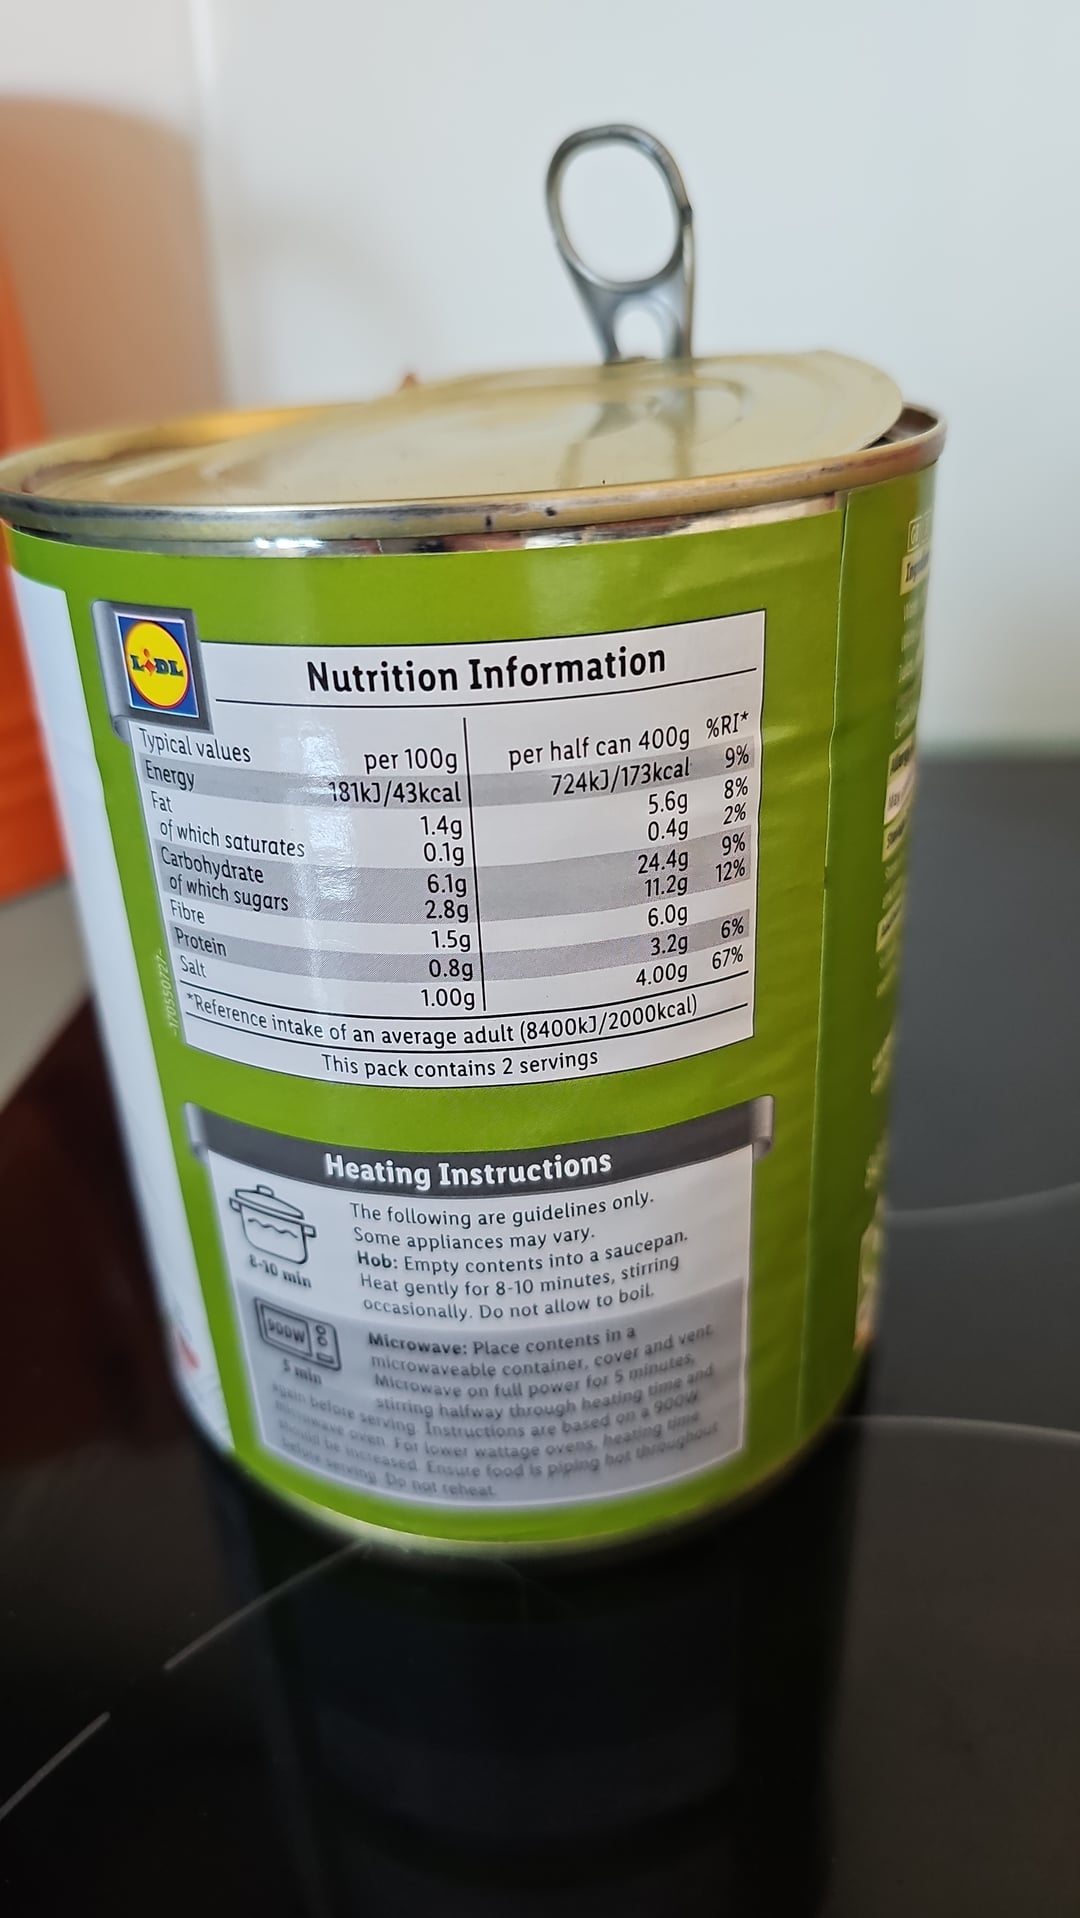 LIDL
Nutrition Information
Typical values per 100g per half can 400g %RI*
Energy 181kJ/43kcal 724kJ/173kcal 9%
Fat 1.4g 5.6g 8%
of which saturates 0.1g 0.4g 2%
Carbohydrate 6.1g 24.4g 9%
of which sugars 2.8g 11.2g 12%
Fibre 1.5g 6.0g
Protein 0.8g 3.2g 6%
Salt 1.00g 4.00g 67%
*Reference intake of an average adult (8400kJ/2000kcal)
This pack contains 2 servings
-170550727-
Heating Instructions
The following are guidelines only.
Some appliances may vary.
Hob: Empty contents into a saucepan.
Heat gently for 8-10 minutes, stirring
occasionally. Do not allow to boil.
8-10 min
Microwave: Place contents in a
microwaveable container, cover and vent.
Microwave on full power for 5 minutes,
stirring halfway through heating time and
900W
5 min
again before serving. Instructions are based on a 900W
microwave oven. For lower wattage ovens, heating time
should be increased. Ensure food is piping hot throughout
before serving. Do not reheat.